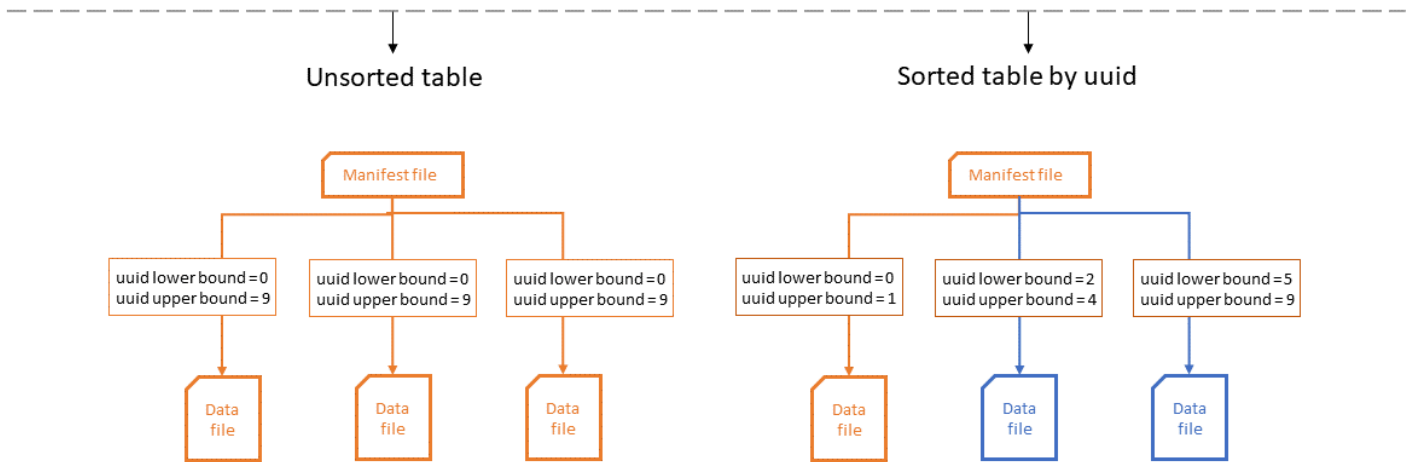 Unsorted table
Sorted table by uuid
Manifest file
Manifest file
uuid lower bound = 0
uuid upper bound = 9
uuid lower bound = 0
uuid upper bound = 9
uuid lower bound = 0
uuid upper bound = 9
uuid lower bound = 0
uuid upper bound = 1
uuid lower bound = 2
uuid upper bound = 4
uuid lower bound = 5
uuid upper bound = 9
Data
file
Data
file
Data
file
Data
file
Data
file
Data
file